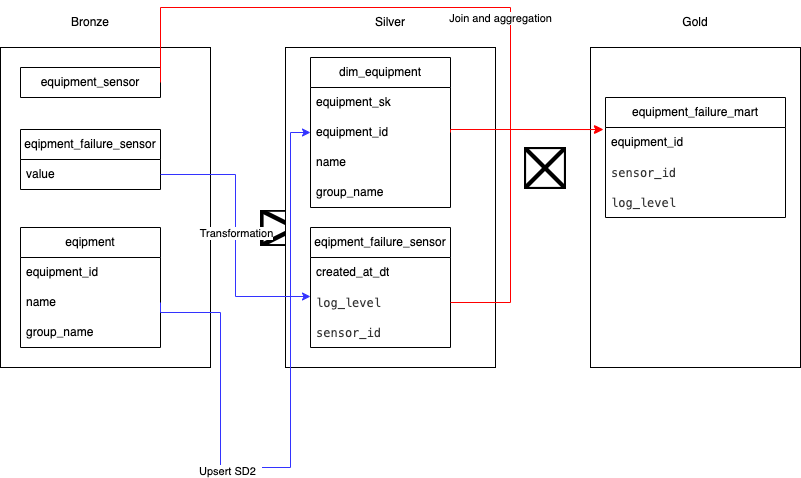 Bronze
Silver
Join and aggregation
Gold
equipment_sensor
eqipment_failure_sensor
value
eqipment
equipment_id
name
group_name
Transformation
Upsert SD2
dim_equipment
equipment_sk
equipment_id
name
group_name
eqipment_failure_sensor
created_at_dt
log_level
sensor_id
equipment_failure_mart
equipment_id
sensor_id
log_level